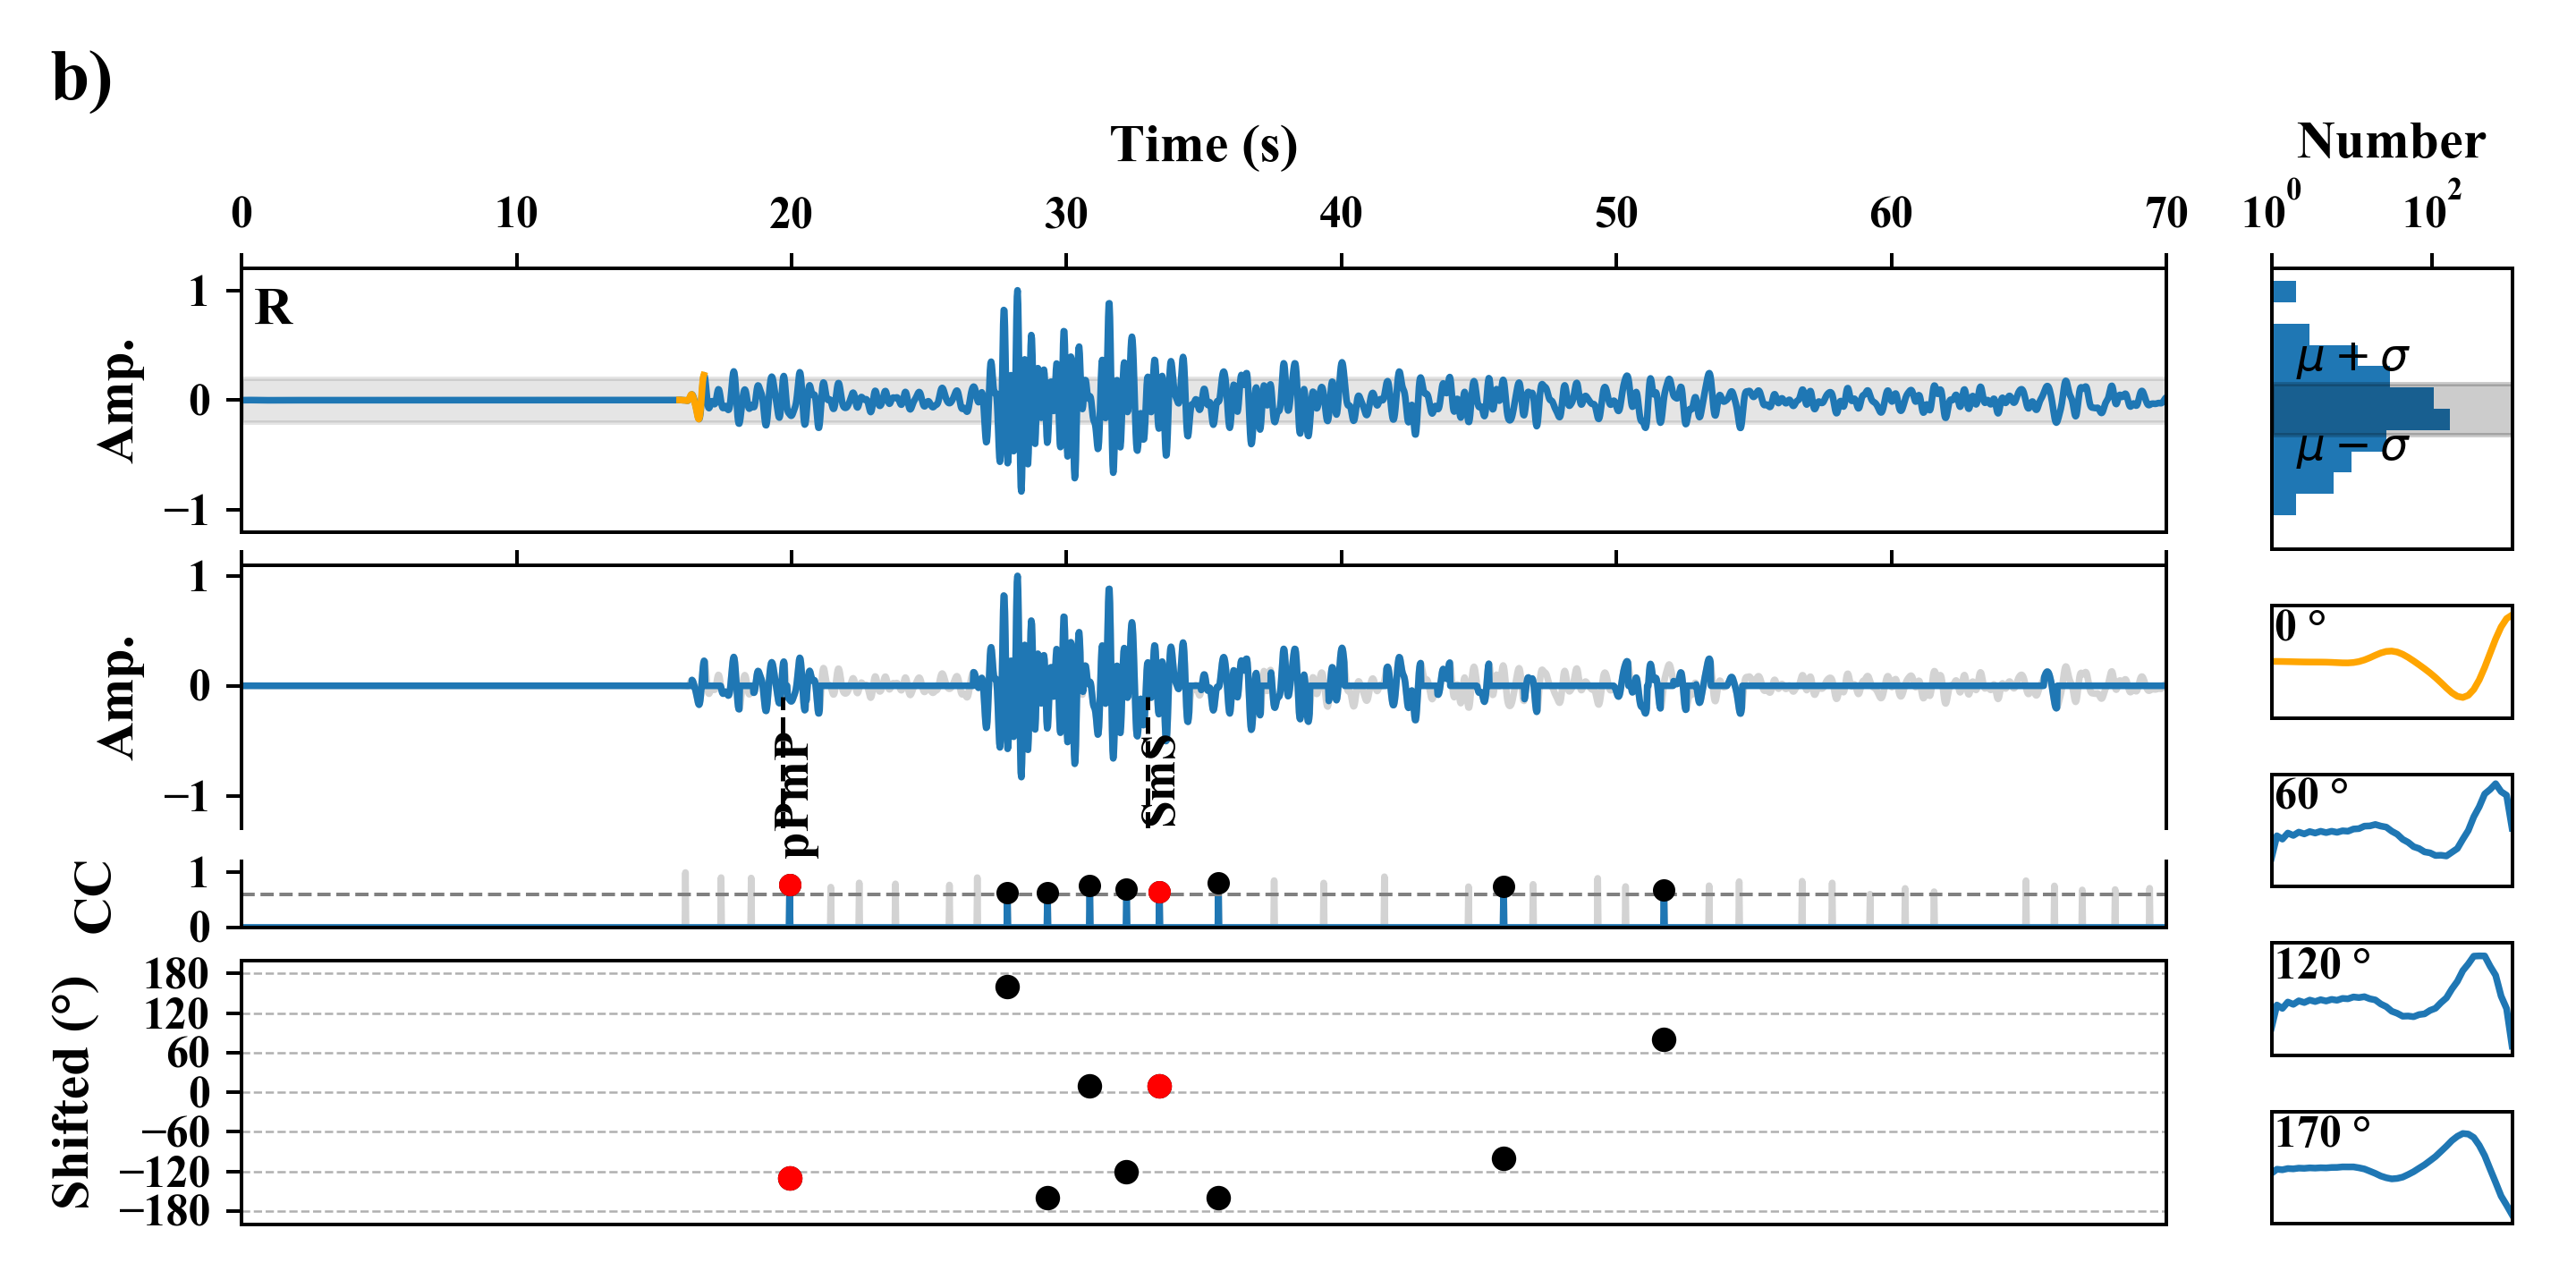 b)
Time (s)
Number
0 10 20 30 40 50 60 70
10^0 10^2
R
Amp.
1
0
−1
μ + σ
μ − σ
Amp.
1
0
−1
pPmP
SmS
CC
1
0
Shifted (°)
180
120
60
0
−60
−120
−180
0 °
60 °
120 °
170 °